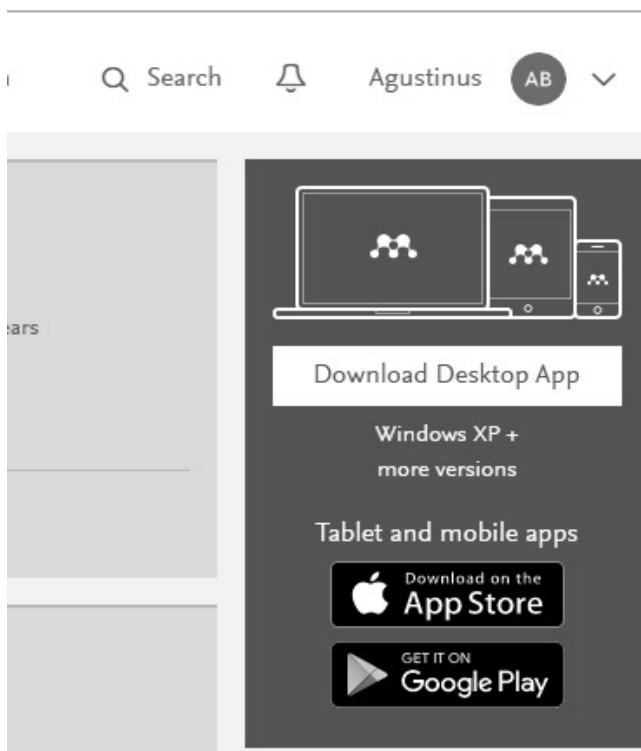 Search Agustinus AB
ears
Download Desktop App
Windows XP +
more versions
Tablet and mobile apps
Download on the
App Store
GET IT ON
Google Play